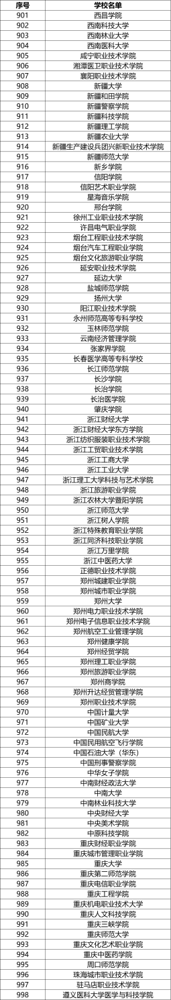 序号 学校名单
901 西昌学院
902 西南科技大学
903 西南林业大学
904 西南医科大学
905 咸宁职业技术学院
906 湘潭医卫职业技术学院
907 襄阳职业技术学院
908 新疆大学
909 新疆和田学院
910 新疆警察学院
911 新疆科技学院
912 新疆理工学院
913 新疆农业大学
914 新疆生产建设兵团兴新职业技术学院
915 新疆师范大学
916 新乡学院
917 信阳学院
918 信阳艺术职业学院
919 星海音乐学院
920 邢台学院
921 徐州工业职业技术学院
922 许昌电气职业学院
923 烟台工程职业技术学院
924 烟台汽车工程职业学院
925 烟台文化旅游职业学院
926 延安职业技术学院
927 延边大学
928 盐城师范学院
929 扬州大学
930 阳江职业技术学院
931 永州师范高等专科学校
932 玉林师范学院
933 云南经济管理学院
934 张家界学院
935 长春医学高等专科学校
936 长江师范学院
937 长沙学院
938 长治学院
939 长治医学院
940 肇庆学院
941 浙江财经大学
942 浙江财经大学东方学院
943 浙江纺织服装职业技术学院
944 浙江工贸职业技术学院
945 浙江工商大学
946 浙江工业大学
947 浙江理工大学科技与艺术学院
948 浙江旅游职业学院
949 浙江农林大学暨阳学院
950 浙江师范大学
951 浙江树人学院
952 浙江特殊教育职业学院
953 浙江同济科技职业学院
954 浙江万里学院
955 浙江中医药大学
956 正德职业技术学院
957 郑州城建职业学院
958 郑州城市职业学院
959 郑州大学
960 郑州电力职业技术学院
961 郑州电子信息职业技术学院
962 郑州航空工业管理学院
963 郑州健康学院
964 郑州经贸学院
965 郑州理工职业学院
966 郑州旅游职业学院
967 郑州商学院
968 郑州升达经贸管理学院
969 郑州职业技术学院
970 中国计量大学
971 中国矿业大学
972 中国民航大学
973 中国民用航空飞行学院
974 中国石油大学（华东）
975 中国刑事警察学院
976 中华女子学院
977 中南财经政法大学
978 中南大学
979 中南林业科技大学
980 中央财经大学
981 中央美术学院
982 中原科技学院
983 重庆财经职业学院
984 重庆城市管理职业学院
985 重庆大学
986 重庆第二师范学院
987 重庆电信职业学院
988 重庆工程学院
989 重庆机电职业技术大学
990 重庆人文科技学院
991 重庆三峡学院
992 重庆师范大学
993 重庆文化艺术职业学院
994 重庆中医药学院
995 周口师范学院
996 珠海城市职业技术学院
997 驻马店职业技术学院
998 遵义医科大学医学与科技学院